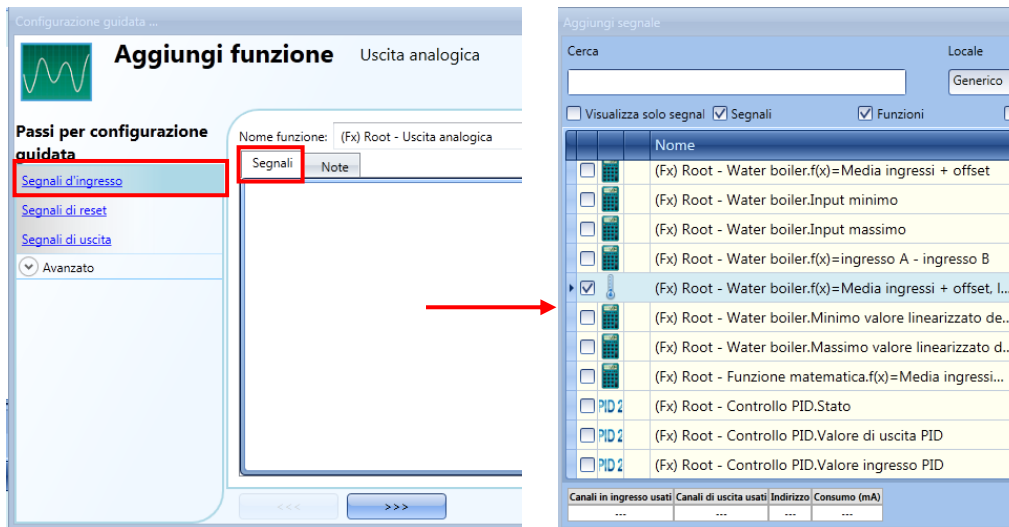 Configurazione guidata ...
Aggiungi funzione Uscita analogica
Passi per configurazione
guidata
Segnali d'ingresso
Segnali di reset
Segnali di uscita
Avanzato
Nome funzione: (Fx) Root - Uscita analogica
Segnali Note
<<< >>>
Aggiungi segnale
Cerca Locale
Generico
Visualizza solo segnal Segnali Funzioni
Nome
(Fx) Root - Water boiler.f(x)=Media ingressi + offset
(Fx) Root - Water boiler.Input minimo
(Fx) Root - Water boiler.Input massimo
(Fx) Root - Water boiler.f(x)=ingresso A - ingresso B
(Fx) Root - Water boiler.f(x)=Media ingressi + offset, l...
(Fx) Root - Water boiler.Minimo valore linearizzato de...
(Fx) Root - Water boiler.Massimo valore linearizzato d...
(Fx) Root - Funzione matematica.f(x)=Media ingressi...
PID 2 (Fx) Root - Controllo PID.Stato
PID 2 (Fx) Root - Controllo PID.Valore di uscita PID
PID 2 (Fx) Root - Controllo PID.Valore ingresso PID
Canali in ingresso usati Canali di uscita usati Indirizzo Consumo (mA)
--- --- --- ---